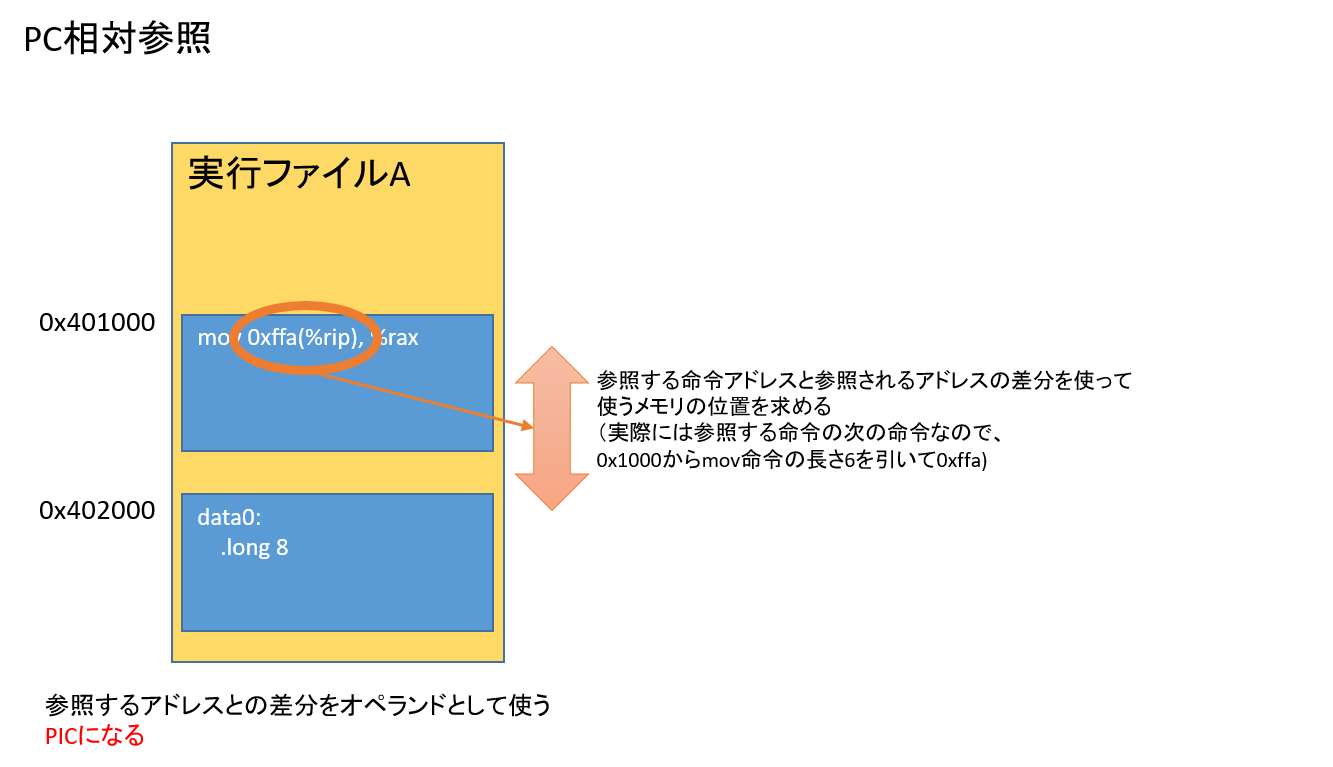 PC相対参照
実行ファイルA
0x401000
mov 0xffa(%rip), %rax
参照する命令アドレスと参照されるアドレスの差分を使って
使うメモリの位置を求める
（実際には参照する命令の次の命令なので、
0x1000からmov命令の長さ6を引いて0xffa)
0x402000
data0:
.long 8
参照するアドレスとの差分をオペランドとして使う
PICになる